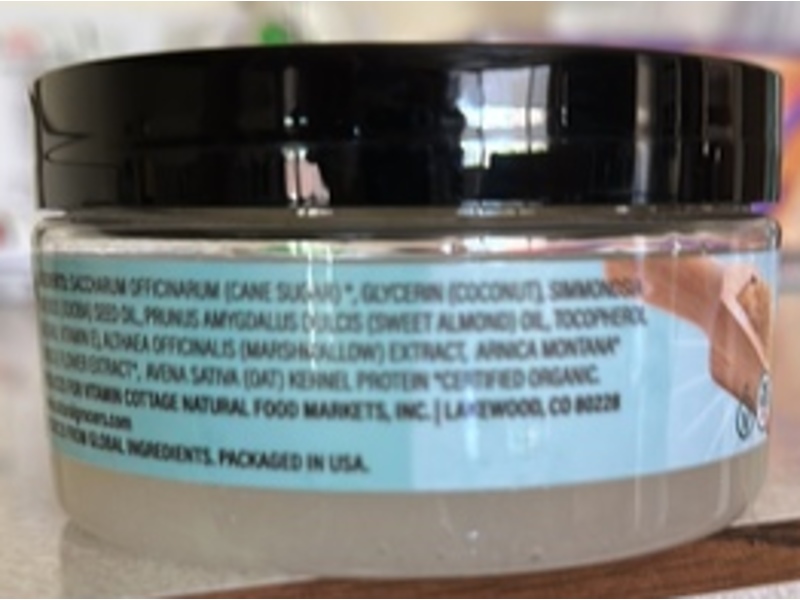 SACCHARUM OFFICINARUM (CANE SUGAR) *, GLYCERIN (COCONUT), SIMMONDSIA
SEED OIL, PRUNUS AMYGDALUS DULCIS (SWEET ALMOND) OIL, TOCOPHEROL
VITAMIN E), ALTHAEA OFFICINALIS (MARSHMALLOW) EXTRACT, ARNICA MONTANA*
FLOWER EXTRACT*, AVENA SATIVA (OAT) KERNEL PROTEIN *CERTIFIED ORGANIC.
FOR VITAMIN COTTAGE NATURAL FOOD MARKETS, INC. | LAKEWOOD, CO 80228
FROM GLOBAL INGREDIENTS. PACKAGED IN USA.